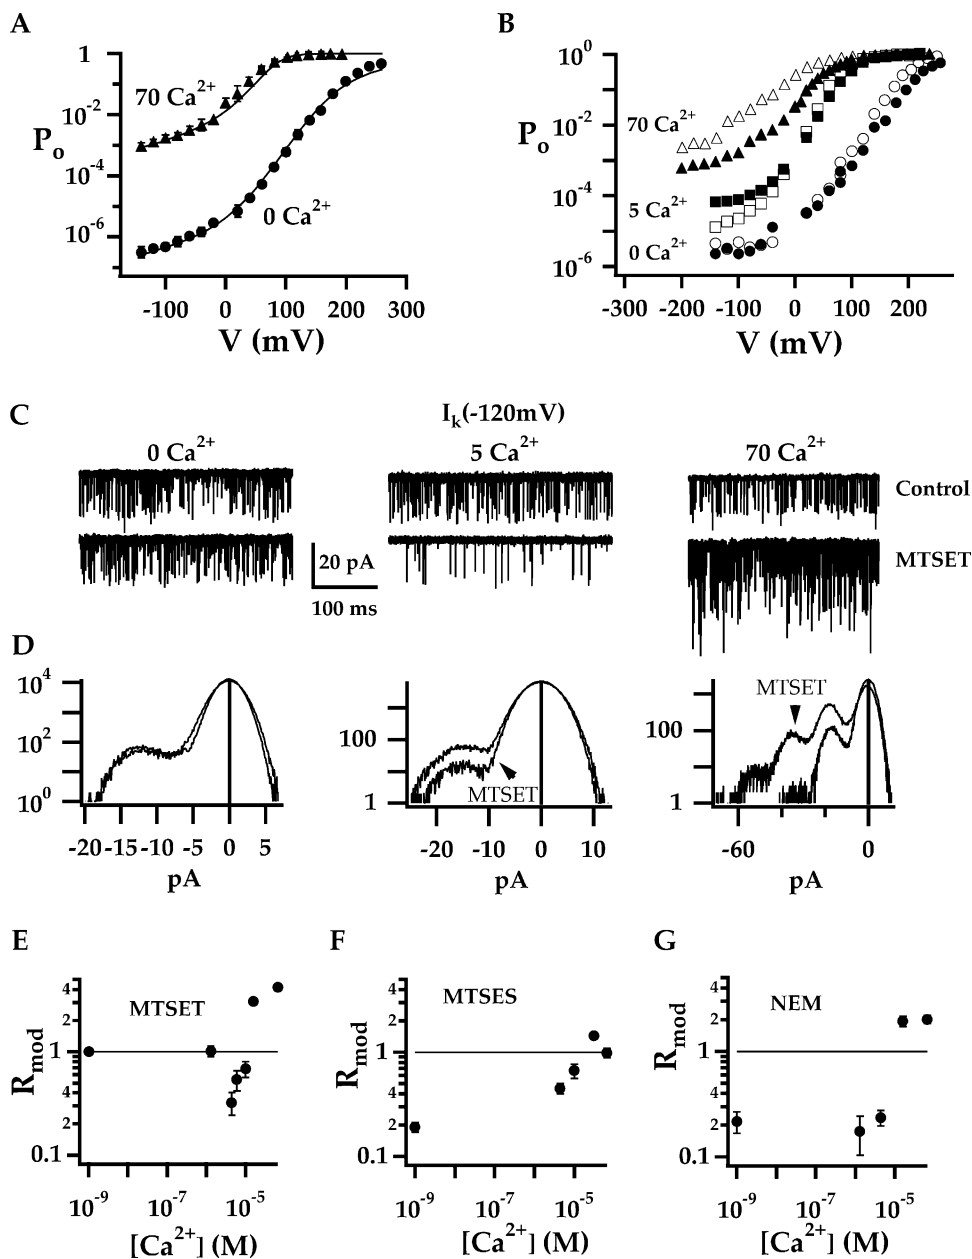 A
1
10⁻²
10⁻⁴
10⁻⁶
Pₒ
70 Ca²⁺
0 Ca²⁺
-100
0
100
200
300
V (mV)
B
10⁰
10⁻²
10⁻⁴
10⁻⁶
Pₒ
70 Ca²⁺
5 Ca²⁺
0 Ca²⁺
-300
-200
-100
0
100
200
V (mV)
C
Iₖ(-120mV)
0 Ca²⁺
5 Ca²⁺
70 Ca²⁺
Control
MTSET
20 pA
100 ms
D
10⁴
10²
10⁰
-20
-15
-10
-5
0
5
pA
100
1
MTSET
-20
-10
0
10
pA
MTSET
100
1
-60
0
pA
E
MTSET
4
2
1
4
2
0.1
R_mod
10⁻⁹
10⁻⁷
10⁻⁵
[Ca²⁺] (M)
F
MTSES
4
2
1
4
2
0.1
R_mod
10⁻⁹
10⁻⁷
10⁻⁵
[Ca²⁺] (M)
G
NEM
4
2
1
4
2
0.1
R_mod
10⁻⁹
10⁻⁷
10⁻⁵
[Ca²⁺] (M)